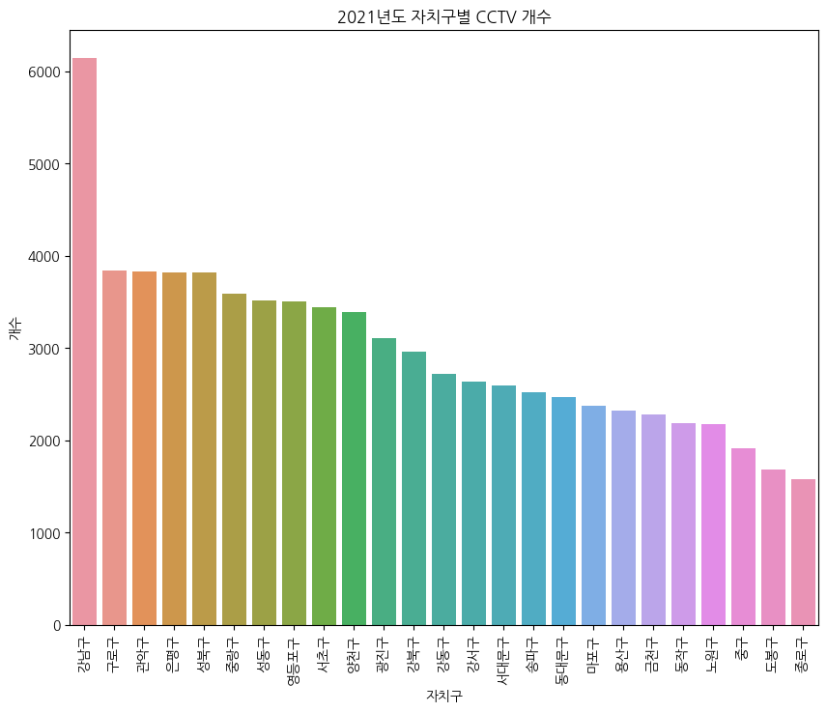 2021년도 자치구별 CCTV 개수
개수
6000
5000
4000
3000
2000
1000
0
강남구
구로구
관악구
은평구
성북구
중랑구
성동구
영등포구
서초구
양천구
광진구
강북구
강동구
강서구
서대문구
송파구
동대문구
마포구
용산구
금천구
동작구
노원구
중구
도봉구
종로구
자치구